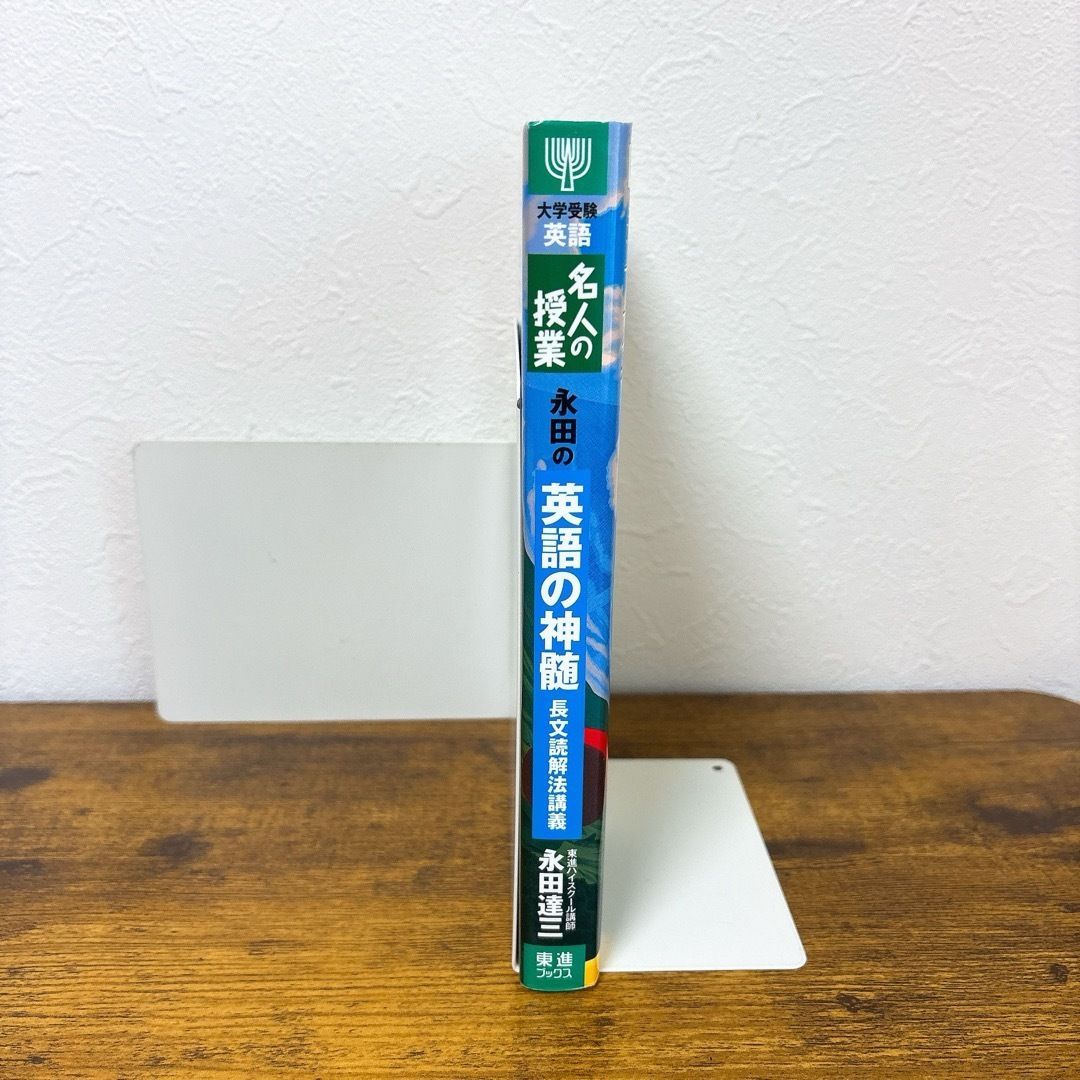 大学受験
英語
名人の
授業
永田の
英語の神髄
長文読解法講義
東進ハイスクール講師
永田達三
東進
ブックス